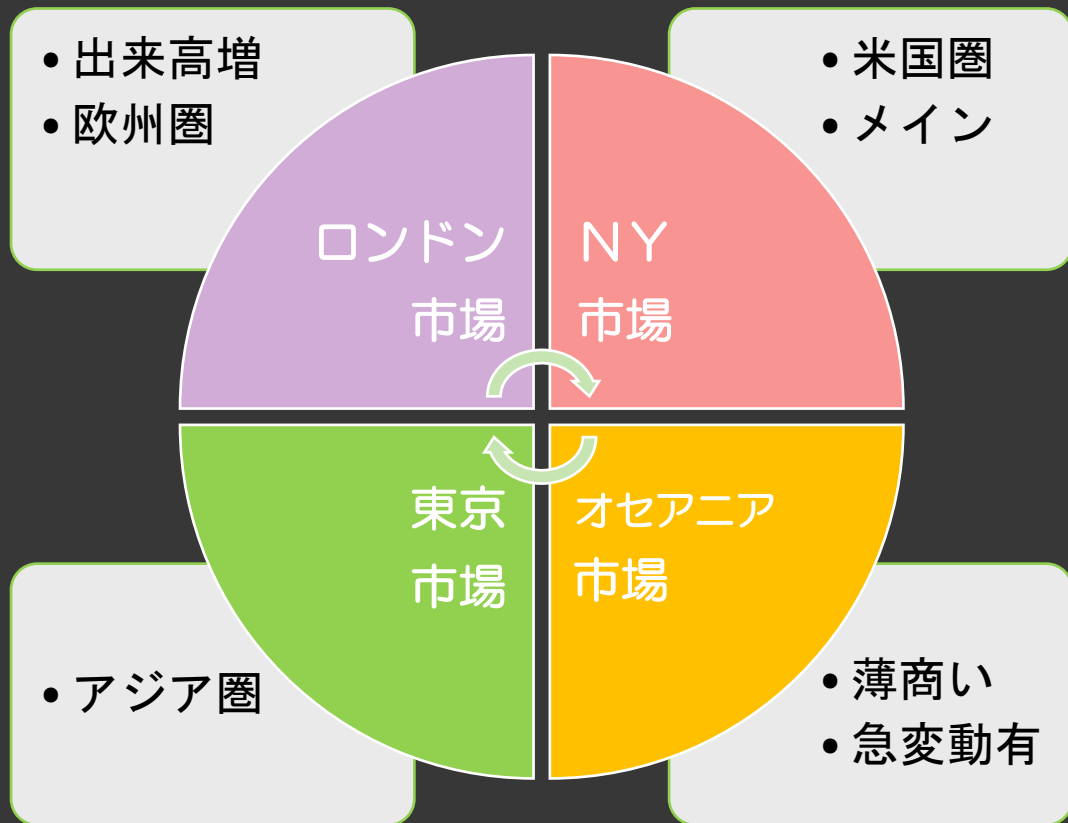 • 出来高増
• 欧州圏
• 米国圏
• メイン
ロンドン
市場
ＮＹ
市場
東京
市場
オセアニア
市場
• アジア圏
• 薄商い
• 急変動有